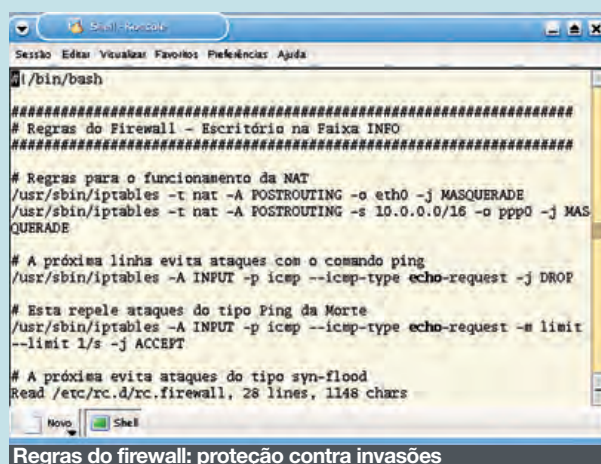 Shell - Konsole
Sessão Editar Visualizar Favoritos Preferências Ajuda
#!/bin/bash
####################################################################
# Regras do Firewall - Escritório na Faixa INFO
####################################################################
# Regras para o funcionamento da NAT
/usr/sbin/iptables -t nat -A POSTROUTING -o eth0 -j MASQUERADE
/usr/sbin/iptables -t nat -A POSTROUTING -s 10.0.0.0/16 -o ppp0 -j MAS
QUERADE
# A próxima linha evita ataques com o comando ping
/usr/sbin/iptables -A INPUT -p icmp --icmp-type echo-request -j DROP
# Esta repele ataques do tipo Ping da Morte
/usr/sbin/iptables -A INPUT -p icmp --icmp-type echo-request -m limit
--limit 1/s -j ACCEPT
# A próxima evita ataques do tipo syn-flood
Read /etc/rc.d/rc.firewall, 28 lines, 1148 chars
Novo Shell
Regras do firewall: proteção contra invasões